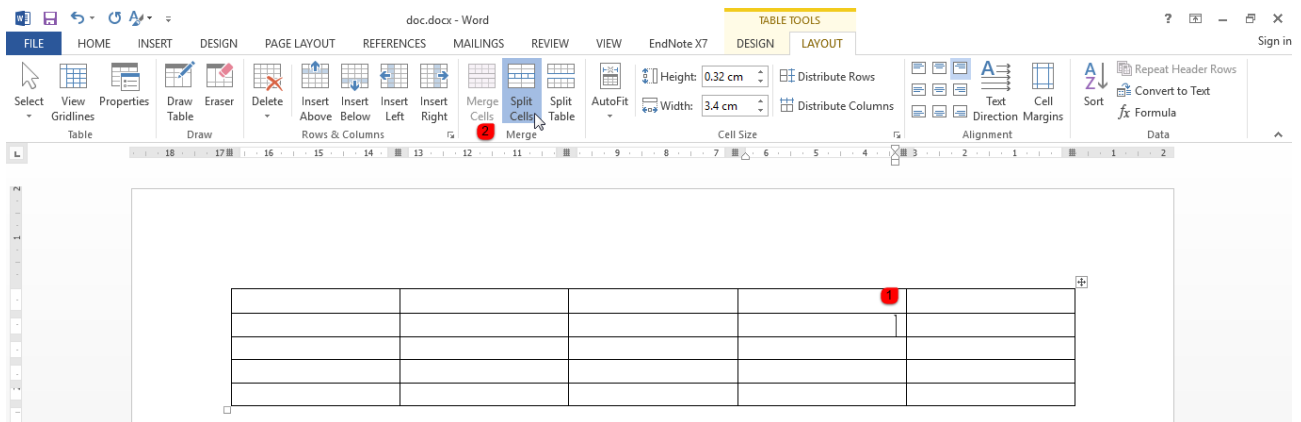 doc.docx - Word
TABLE TOOLS
?
FILE HOME INSERT DESIGN PAGE LAYOUT REFERENCES MAILINGS REVIEW VIEW EndNote X7 DESIGN LAYOUT Sign in
Select
View Gridlines
Properties
Table
Draw Table
Eraser
Draw
Delete
Insert Above
Insert Below
Insert Left
Insert Right
Rows & Columns
Merge Cells
Split Cells
Split Table
2
Merge
AutoFit
Height: 0.32 cm
Width: 3.4 cm
Distribute Rows
Distribute Columns
Cell Size
Text Direction
Cell Margins
Alignment
Sort
Repeat Header Rows
Convert to Text
fx Formula
Data
18 17 16 15 14 13 12 11 9 8 7 6 5 4 3 2 1 1 2
2
1
1